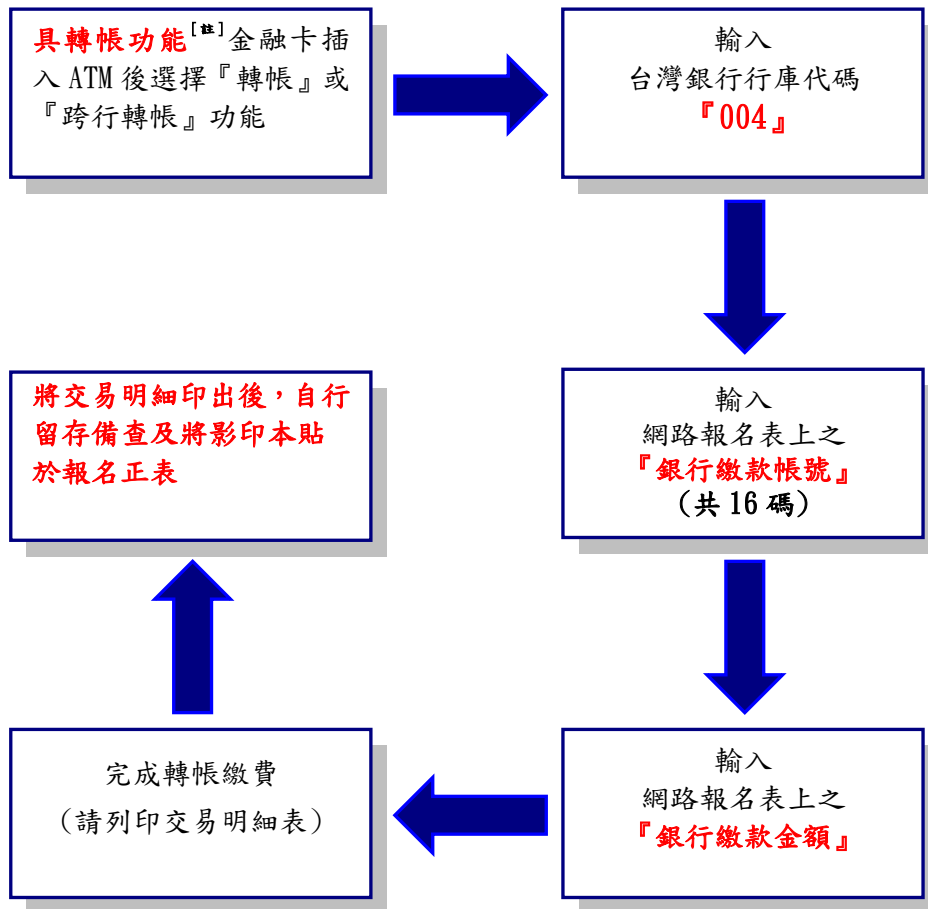 具轉帳功能[註]金融卡插
入 ATM 後選擇『轉帳』或
『跨行轉帳』功能
輸入
台灣銀行行庫代碼
『004』
輸入
網路報名表上之
『銀行繳款帳號』
(共 16 碼)
輸入
網路報名表上之
『銀行繳款金額』
完成轉帳繳費
(請列印交易明細表)
將交易明細印出後，自行
留存備查及將影印本貼
於報名正表